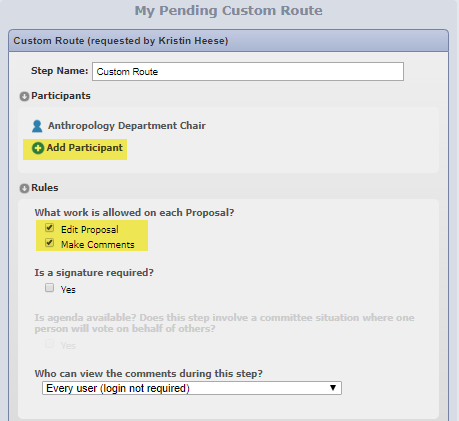 My Pending Custom Route
Custom Route (requested by Kristin Heese)
Step Name: Custom Route
Participants
Anthropology Department Chair
Add Participant
Rules
What work is allowed on each Proposal?
Edit Proposal
Make Comments
Is a signature required?
Yes
Is agenda available? Does this step involve a committee situation where one
person will vote on behalf of others?
Yes
Who can view the comments during this step?
Every user (login not required)